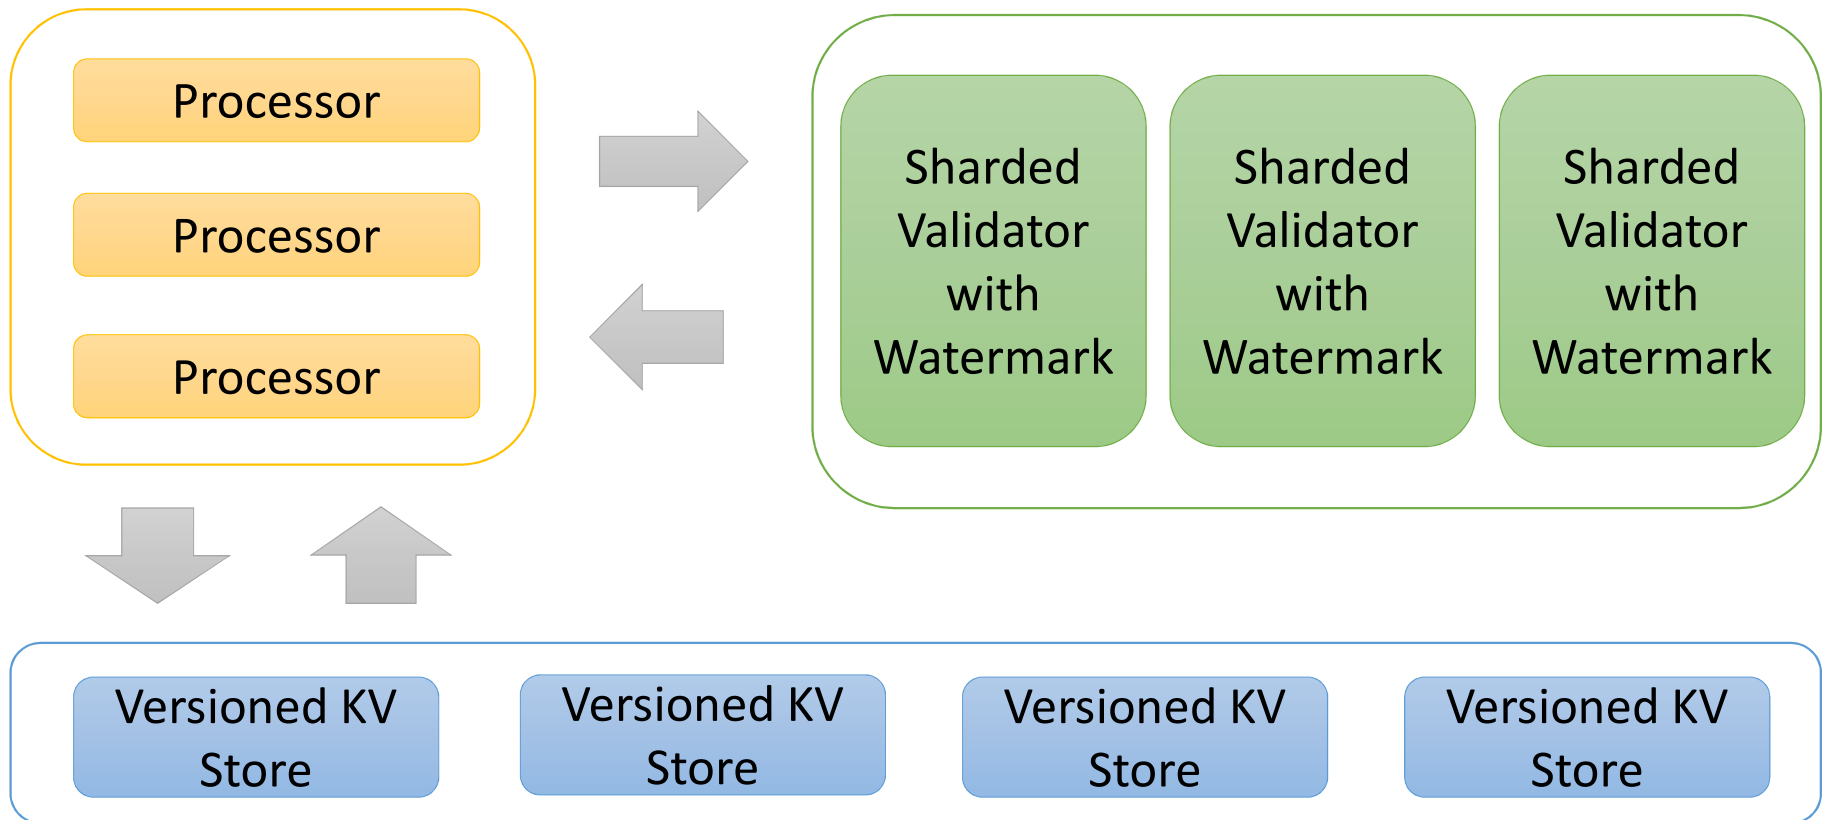 Processor
Processor
Processor
Sharded
Validator
with
Watermark
Sharded
Validator
with
Watermark
Sharded
Validator
with
Watermark
Versioned KV
Store
Versioned KV
Store
Versioned KV
Store
Versioned KV
Store